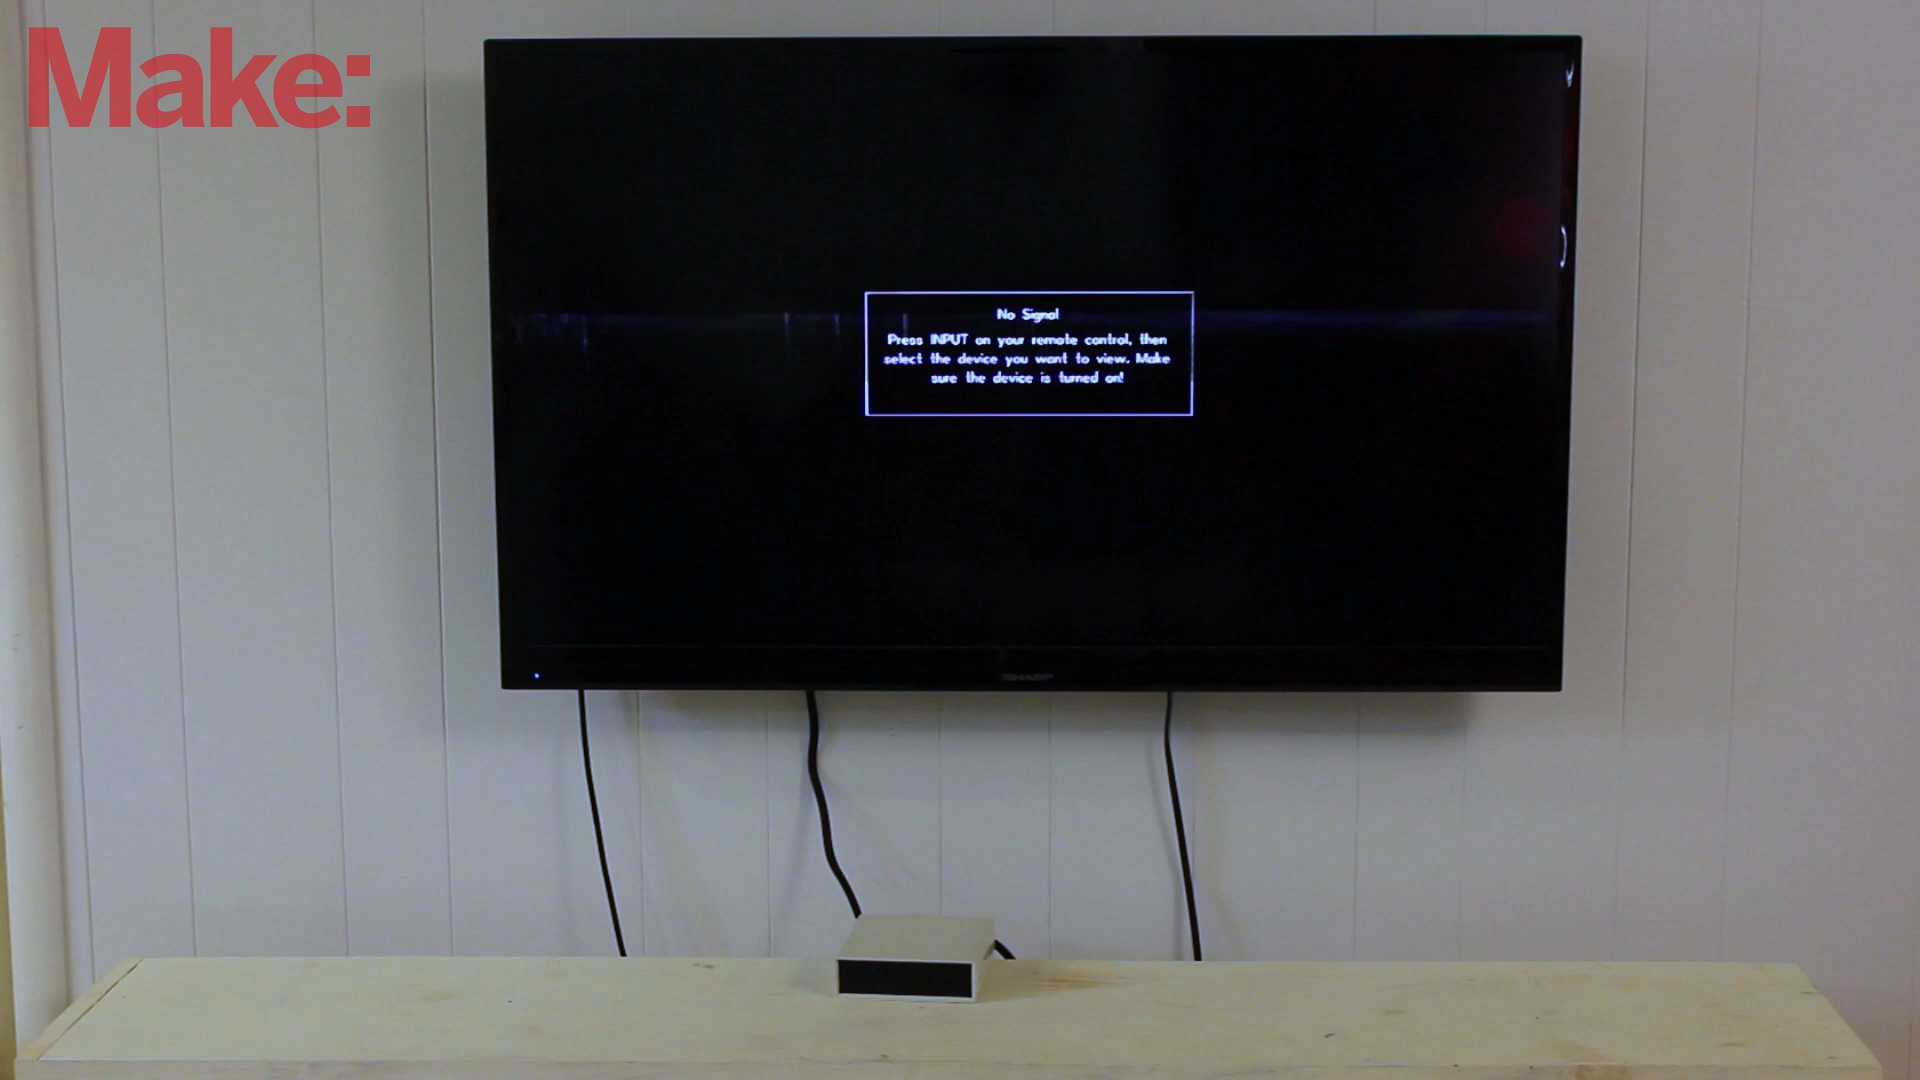 Make:
No Signal
Press INPUT on your remote control, then
select the device you want to view. Make
sure the device is turned on!
SHARP